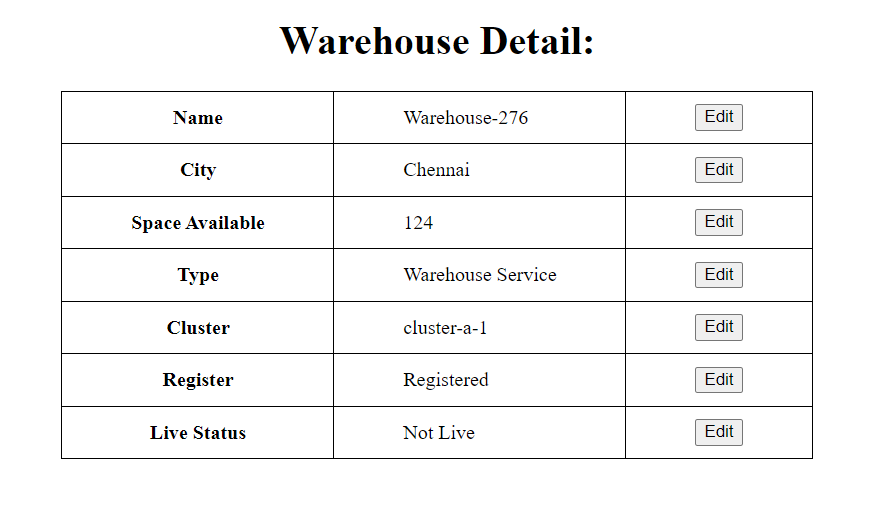 Warehouse Detail:
Name Warehouse-276 Edit
City Chennai Edit
Space Available 124 Edit
Type Warehouse Service Edit
Cluster cluster-a-1 Edit
Register Registered Edit
Live Status Not Live Edit